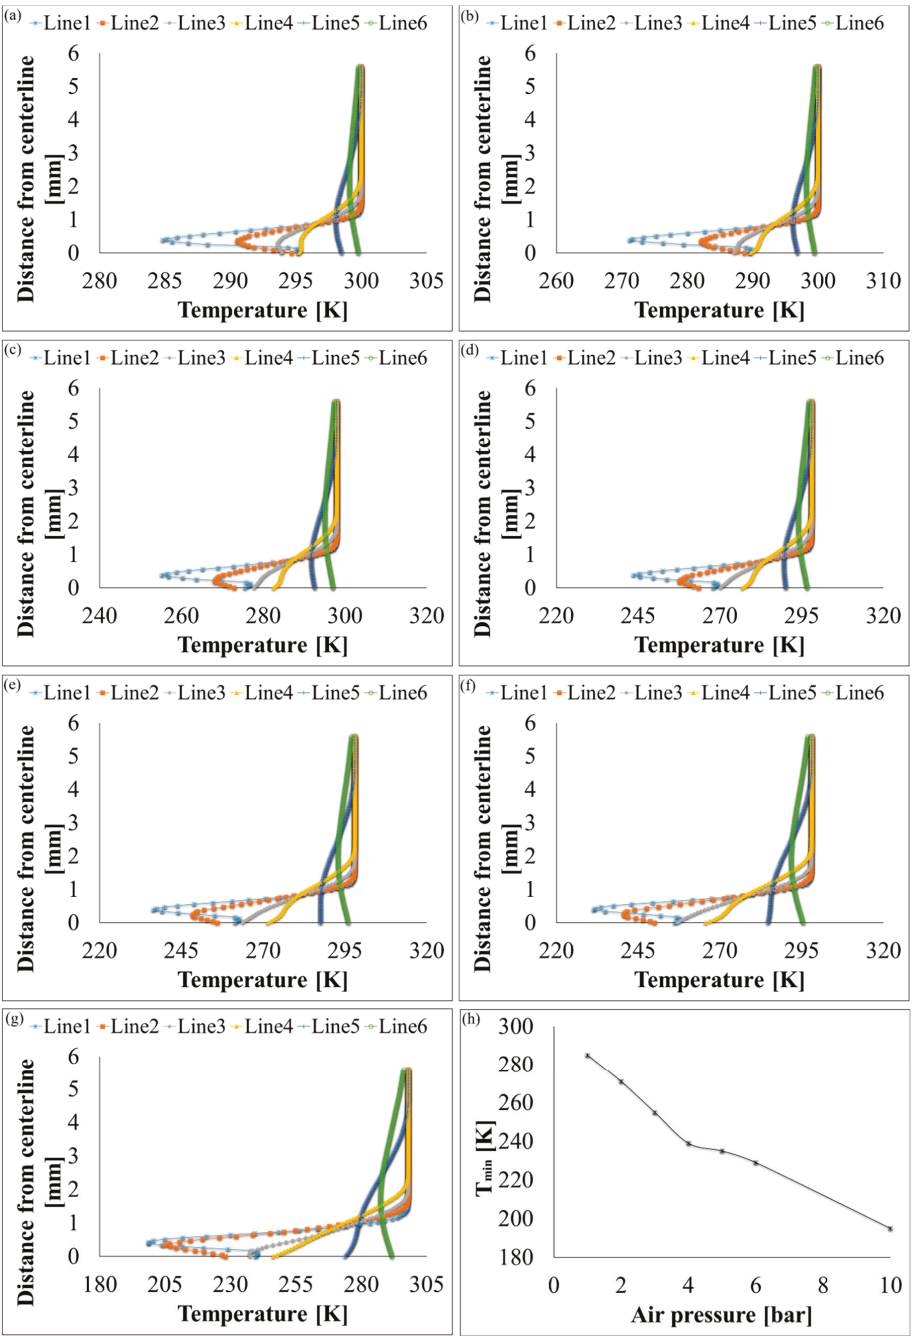 (a) Line1 Line2 Line3 Line4 Line5 Line6
Distance from centerline
[mm]
6
5
4
3
2
1
0
280 285 290 295 300 305
Temperature [K]
(b) Line1 Line2 Line3 Line4 Line5 Line6
Distance from centerline
[mm]
6
5
4
3
2
1
0
260 270 280 290 300 310
Temperature [K]
(c) Line1 Line2 Line3 Line4 Line5 Line6
Distance from centerline
[mm]
6
5
4
3
2
1
0
240 260 280 300 320
Temperature [K]
(d) Line1 Line2 Line3 Line4 Line5 Line6
Distance from centerline
[mm]
6
5
4
3
2
1
0
220 245 270 295 320
Temperature [K]
(e) Line1 Line2 Line3 Line4 Line5 Line6
Distance from centerline
[mm]
6
5
4
3
2
1
0
220 245 270 295 320
Temperature [K]
(f) Line1 Line2 Line3 Line4 Line5 Line6
Distance from centerline
[mm]
6
5
4
3
2
1
0
220 245 270 295 320
Temperature [K]
(g) Line1 Line2 Line3 Line4 Line5 Line6
Distance from centerline
[mm]
6
5
4
3
2
1
0
180 205 230 255 280 305
Temperature [K]
(h)
Tmin [K]
300
280
260
240
220
200
180
0 2 4 6 8 10
Air pressure [bar]